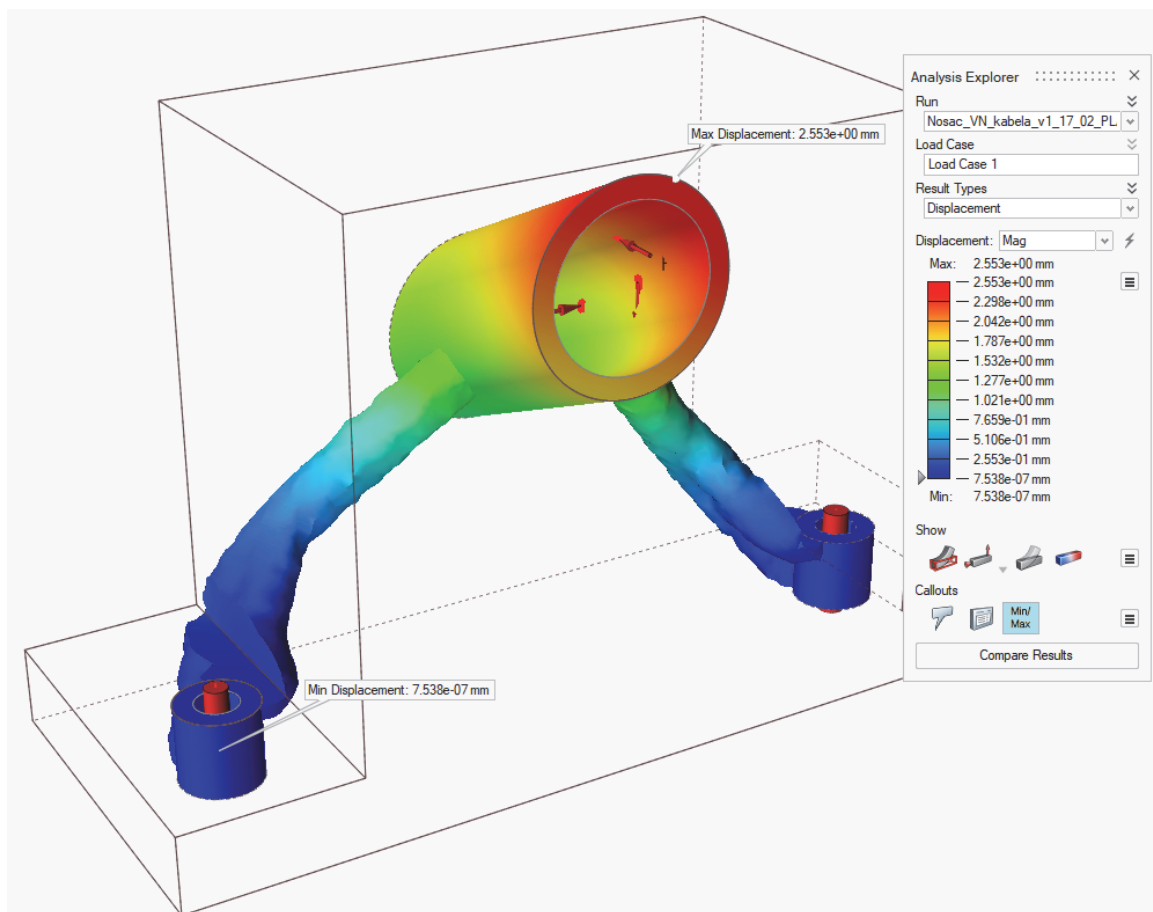 Max Displacement: 2.553e+00 mm
Min Displacement: 7.538e-07 mm
Analysis Explorer
Run
Nosac_VN_kabela_v1_17_02_PL
Load Case
Load Case 1
Result Types
Displacement
Displacement: Mag
Max: 2.553e+00 mm
2.553e+00 mm
2.298e+00 mm
2.042e+00 mm
1.787e+00 mm
1.532e+00 mm
1.277e+00 mm
1.021e+00 mm
7.659e-01 mm
5.106e-01 mm
2.553e-01 mm
7.538e-07 mm
Min: 7.538e-07 mm
Show
Callouts
Min/
Max
Compare Results